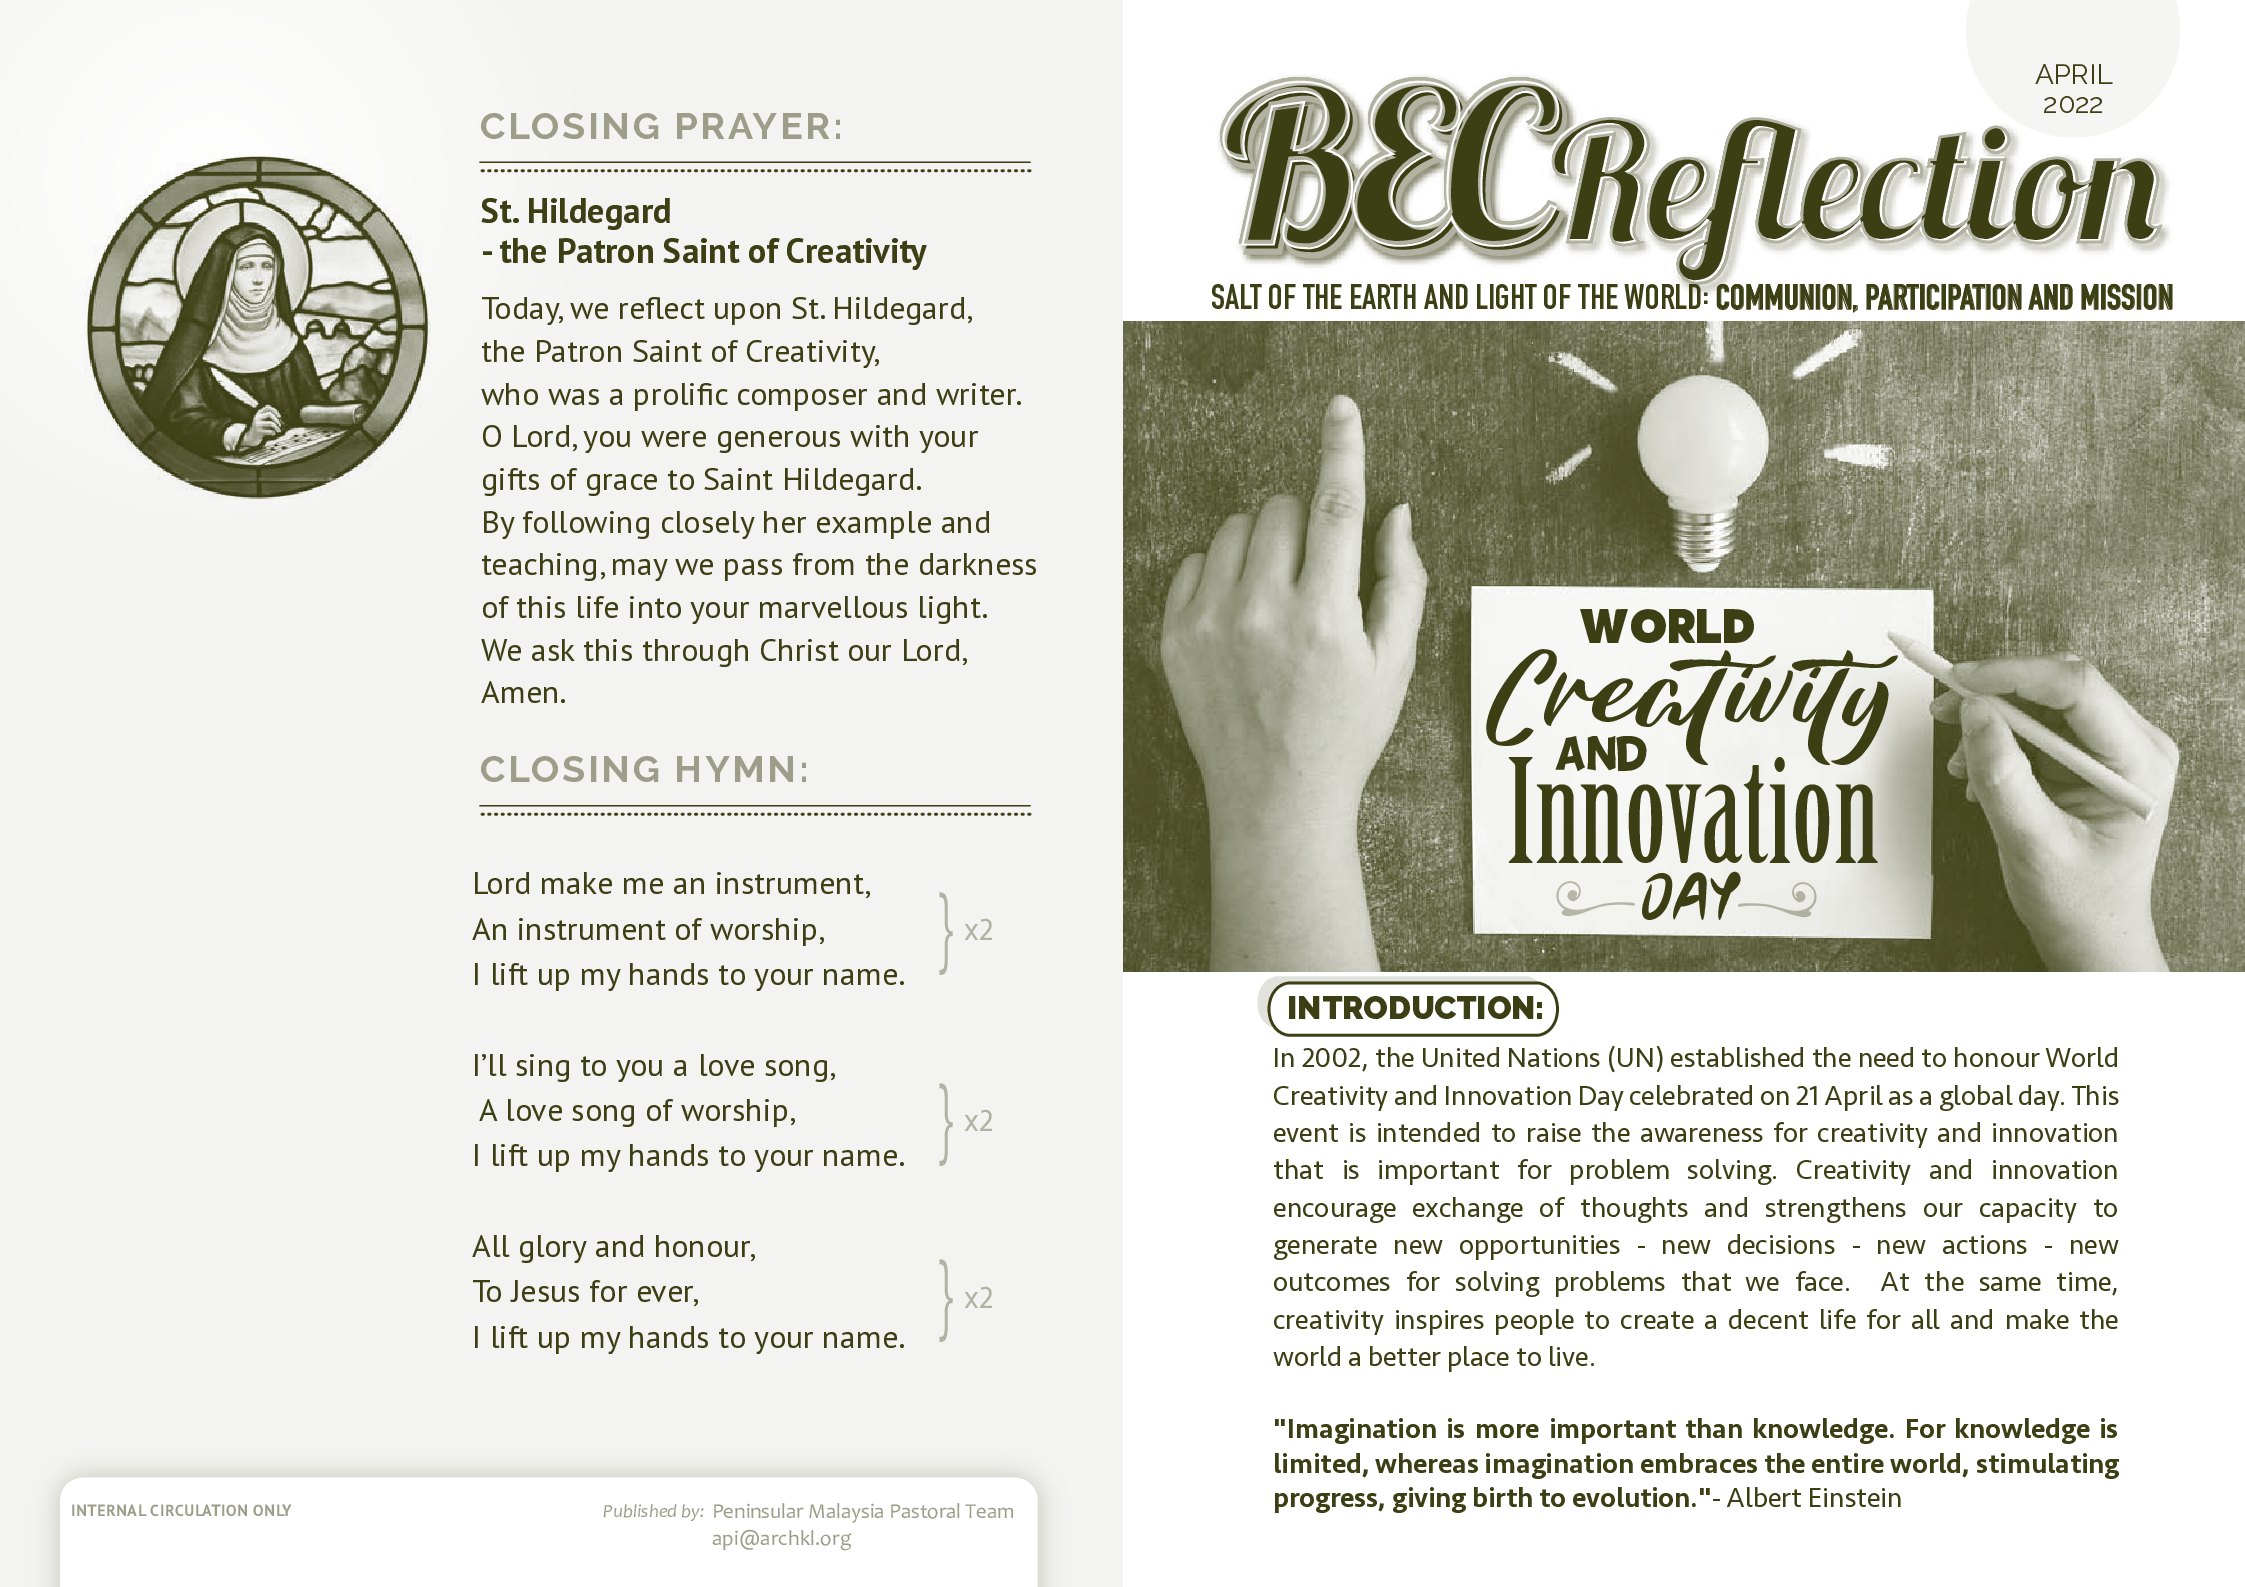 CLOSING PRAYER:
St. Hildegard
- the Patron Saint of Creativity
Today, we reflect upon St. Hildegard,
the Patron Saint of Creativity,
who was a prolific composer and writer.
O Lord, you were generous with your
gifts of grace to Saint Hildegard.
By following closely her example and
teaching, may we pass from the darkness
of this life into your marvellous light.
We ask this through Christ our Lord,
Amen.
CLOSING HYMN:
Lord make me an instrument,
An instrument of worship,
I lift up my hands to your name.
x2
I’ll sing to you a love song,
A love song of worship,
I lift up my hands to your name.
x2
All glory and honour,
To Jesus for ever,
I lift up my hands to your name.
x2
INTERNAL CIRCULATION ONLY
Published by: Peninsular Malaysia Pastoral Team
api@archkl.org
APRIL
2022
BEC Reflection
SALT OF THE EARTH AND LIGHT OF THE WORLD: COMMUNION, PARTICIPATION AND MISSION
WORLD
Creativity
AND
Innovation
DAY
INTRODUCTION:
In 2002, the United Nations (UN) established the need to honour World
Creativity and Innovation Day celebrated on 21 April as a global day. This
event is intended to raise the awareness for creativity and innovation
that is important for problem solving. Creativity and innovation
encourage exchange of thoughts and strengthens our capacity to
generate new opportunities - new decisions - new actions - new
outcomes for solving problems that we face. At the same time,
creativity inspires people to create a decent life for all and make the
world a better place to live.
"Imagination is more important than knowledge. For knowledge is
limited, whereas imagination embraces the entire world, stimulating
progress, giving birth to evolution."- Albert Einstein